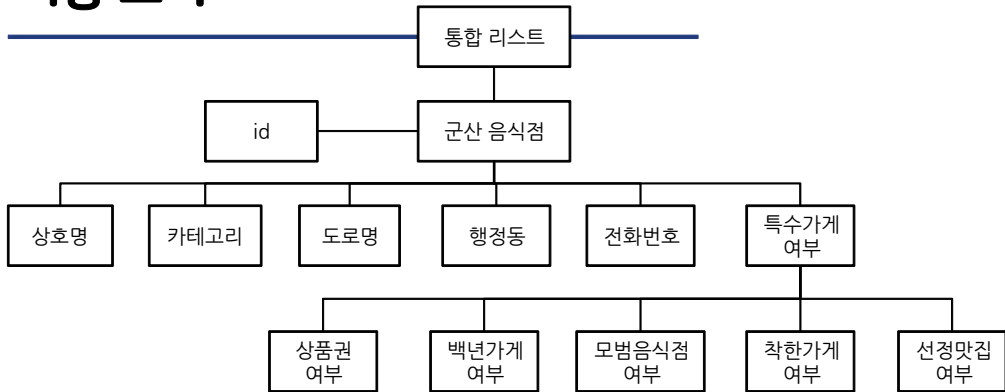 통합 리스트
id
군산 음식점
상호명
카테고리
도로명
행정동
전화번호
특수가게
여부
상품권
여부
백년가게
여부
모범음식점
여부
착한가게
여부
선정맛집
여부